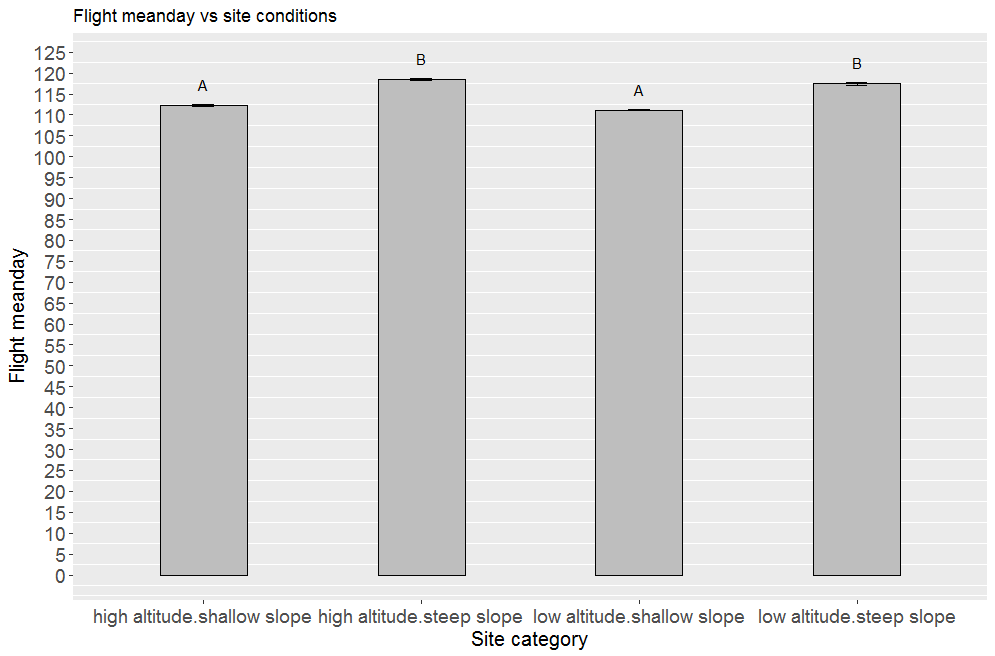 Flight meanday vs site conditions
Flight meanday
125
120
115
110
105
100
95
90
85
80
75
70
65
60
55
50
45
40
35
30
25
20
15
10
5
0
A
B
A
B
high altitude.shallow slope
high altitude.steep slope
low altitude.shallow slope
low altitude.steep slope
Site category